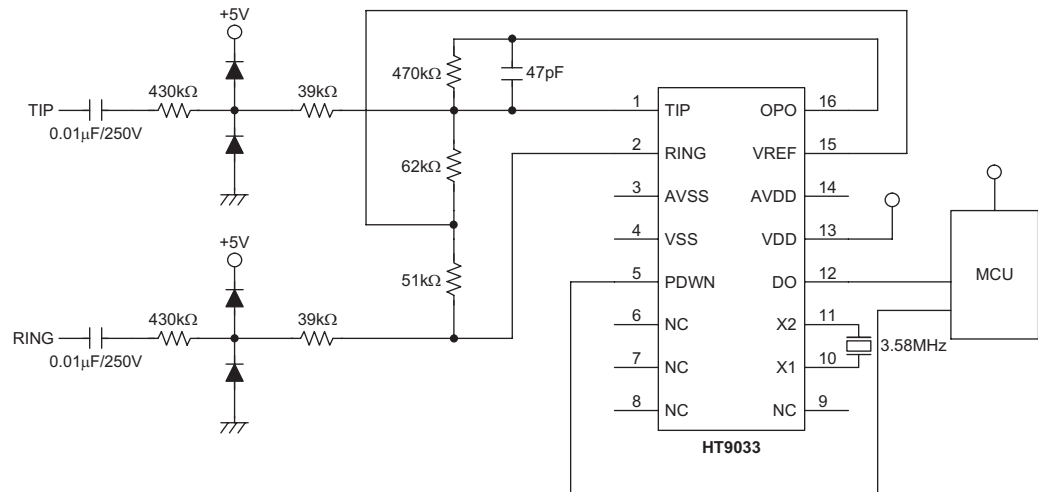 +5V
470kΩ
47pF
TIP
430kΩ
39kΩ
0.01μF/250V
1
TIP
OPO
16
2
RING
VREF
15
62kΩ
3
AVSS
AVDD
14
4
VSS
VDD
13
+5V
51kΩ
5
PDWN
DO
12
MCU
RING
430kΩ
39kΩ
0.01μF/250V
6
NC
X2
11
3.58MHz
7
NC
X1
10
8
NC
NC
9
HT9033